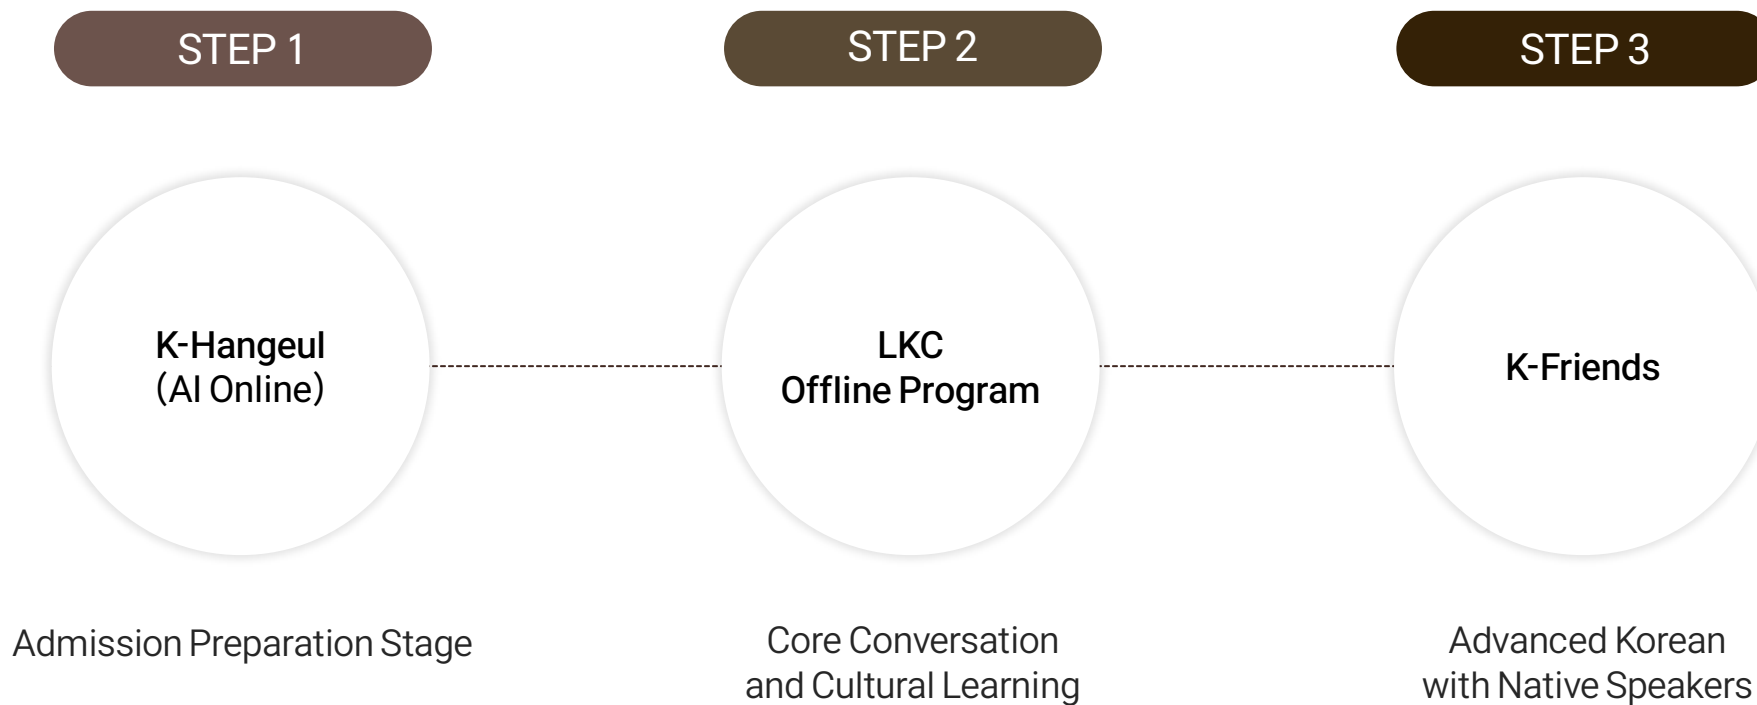 STEP 1
STEP 2
STEP 3
K-Hangeul
(AI Online)
LKC
Offline Program
K-Friends
Admission Preparation Stage
Core Conversation
and Cultural Learning
Advanced Korean
with Native Speakers